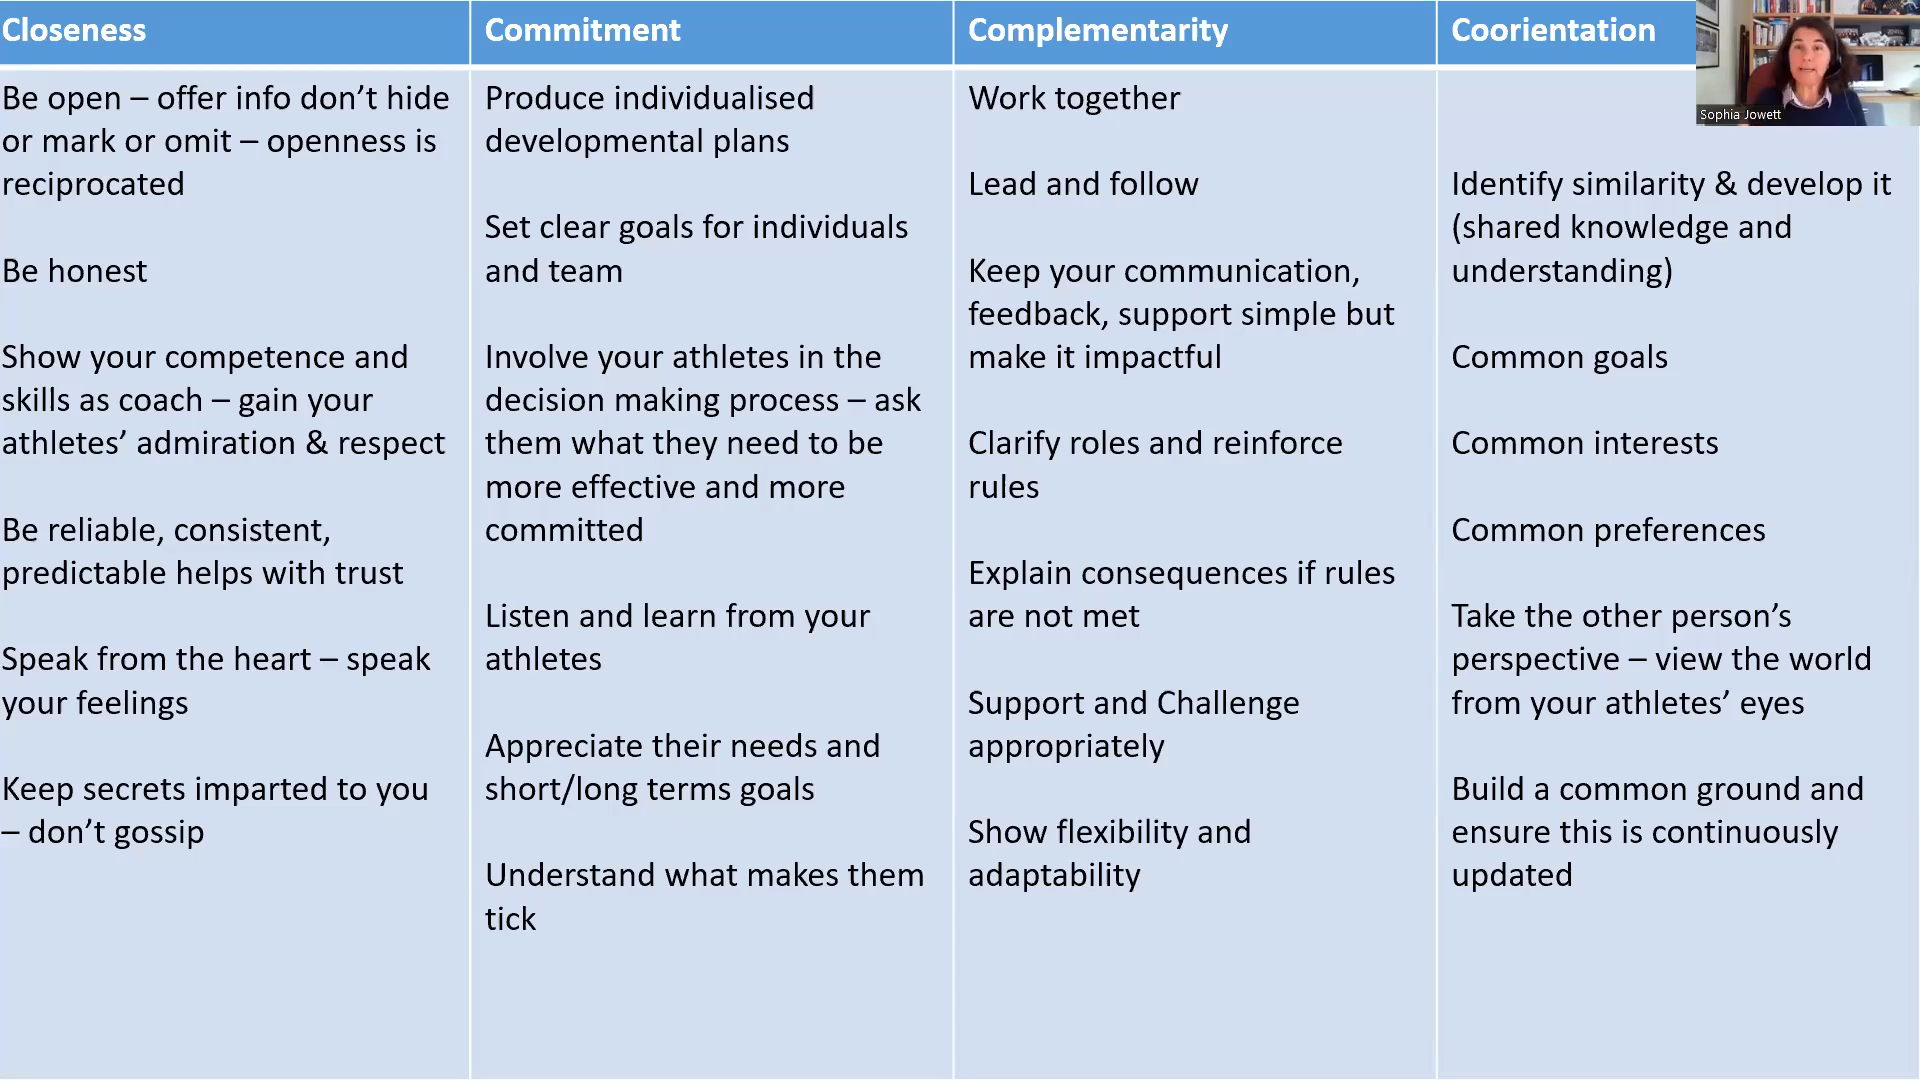 Closeness
Commitment
Complementarity
Coorientation
Sophia Jowett
Be open – offer info don’t hide
or mark or omit – openness is
reciprocated
Be honest
Show your competence and
skills as coach – gain your
athletes’ admiration & respect
Be reliable, consistent,
predictable helps with trust
Speak from the heart – speak
your feelings
Keep secrets imparted to you
– don’t gossip
Produce individualised
developmental plans
Set clear goals for individuals
and team
Involve your athletes in the
decision making process – ask
them what they need to be
more effective and more
committed
Listen and learn from your
athletes
Appreciate their needs and
short/long terms goals
Understand what makes them
tick
Work together
Lead and follow
Keep your communication,
feedback, support simple but
make it impactful
Clarify roles and reinforce
rules
Explain consequences if rules
are not met
Support and Challenge
appropriately
Show flexibility and
adaptability
Identify similarity & develop it
(shared knowledge and
understanding)
Common goals
Common interests
Common preferences
Take the other person’s
perspective – view the world
from your athletes’ eyes
Build a common ground and
ensure this is continuously
updated